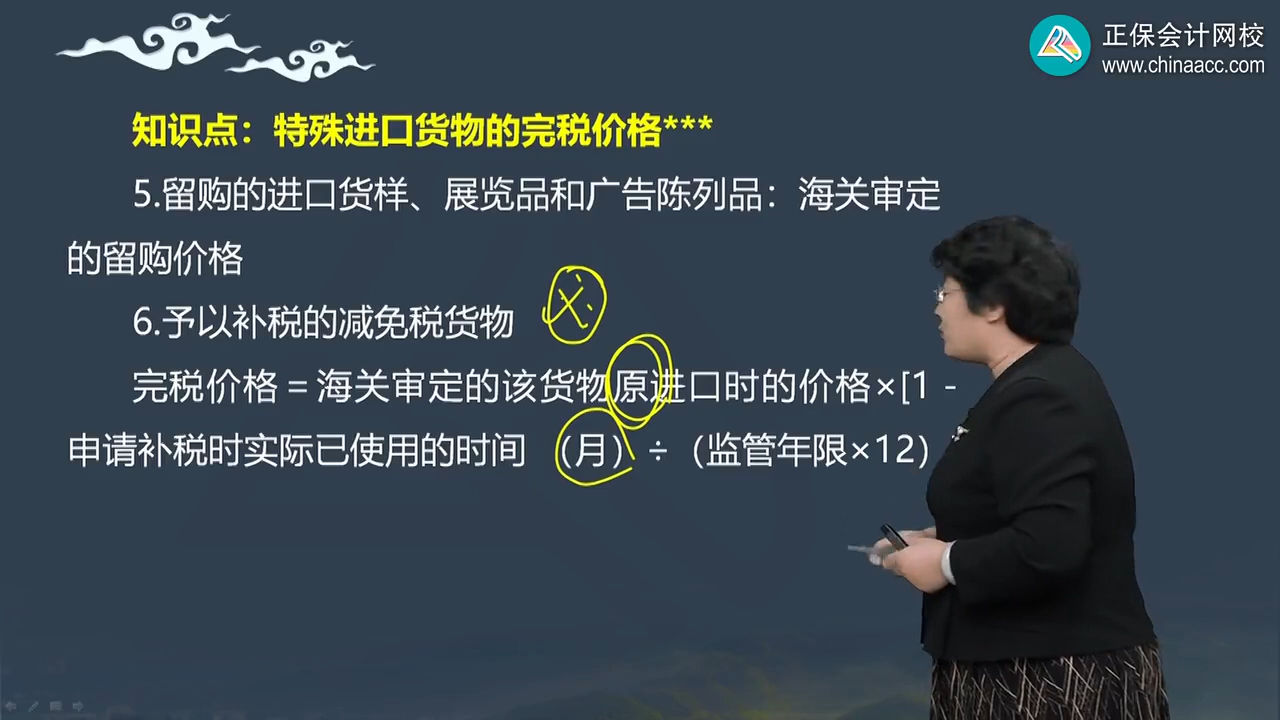 正保会计网校
www.chinaacc.com
知识点：特殊进口货物的完税价格***
5.留购的进口货样、展览品和广告陈列品：海关审定
的留购价格
6.予以补税的减免税货物
完税价格＝海关审定的该货物原进口时的价格×[1－
申请补税时实际已使用的时间（月）÷（监管年限×12）